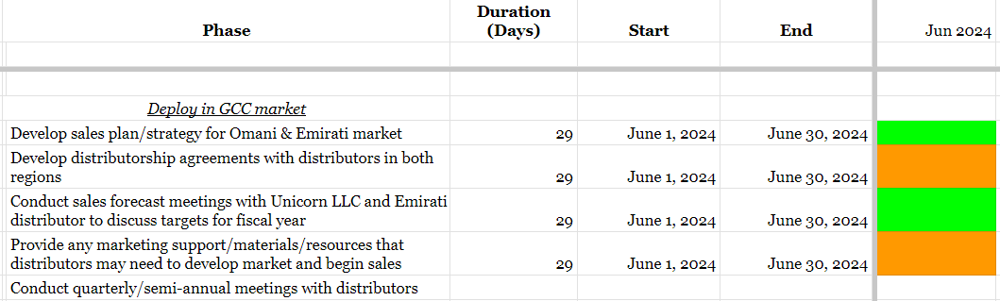 Phase Duration (Days) Start End Jun 2024
Deploy in GCC market
Develop sales plan/strategy for Omani & Emirati market 29 June 1, 2024 June 30, 2024
Develop distributorship agreements with distributors in both
regions 29 June 1, 2024 June 30, 2024
Conduct sales forecast meetings with Unicorn LLC and Emirati
distributor to discuss targets for fiscal year 29 June 1, 2024 June 30, 2024
Provide any marketing support/materials/resources that
distributors may need to develop market and begin sales 29 June 1, 2024 June 30, 2024
Conduct quarterly/semi-annual meetings with distributors